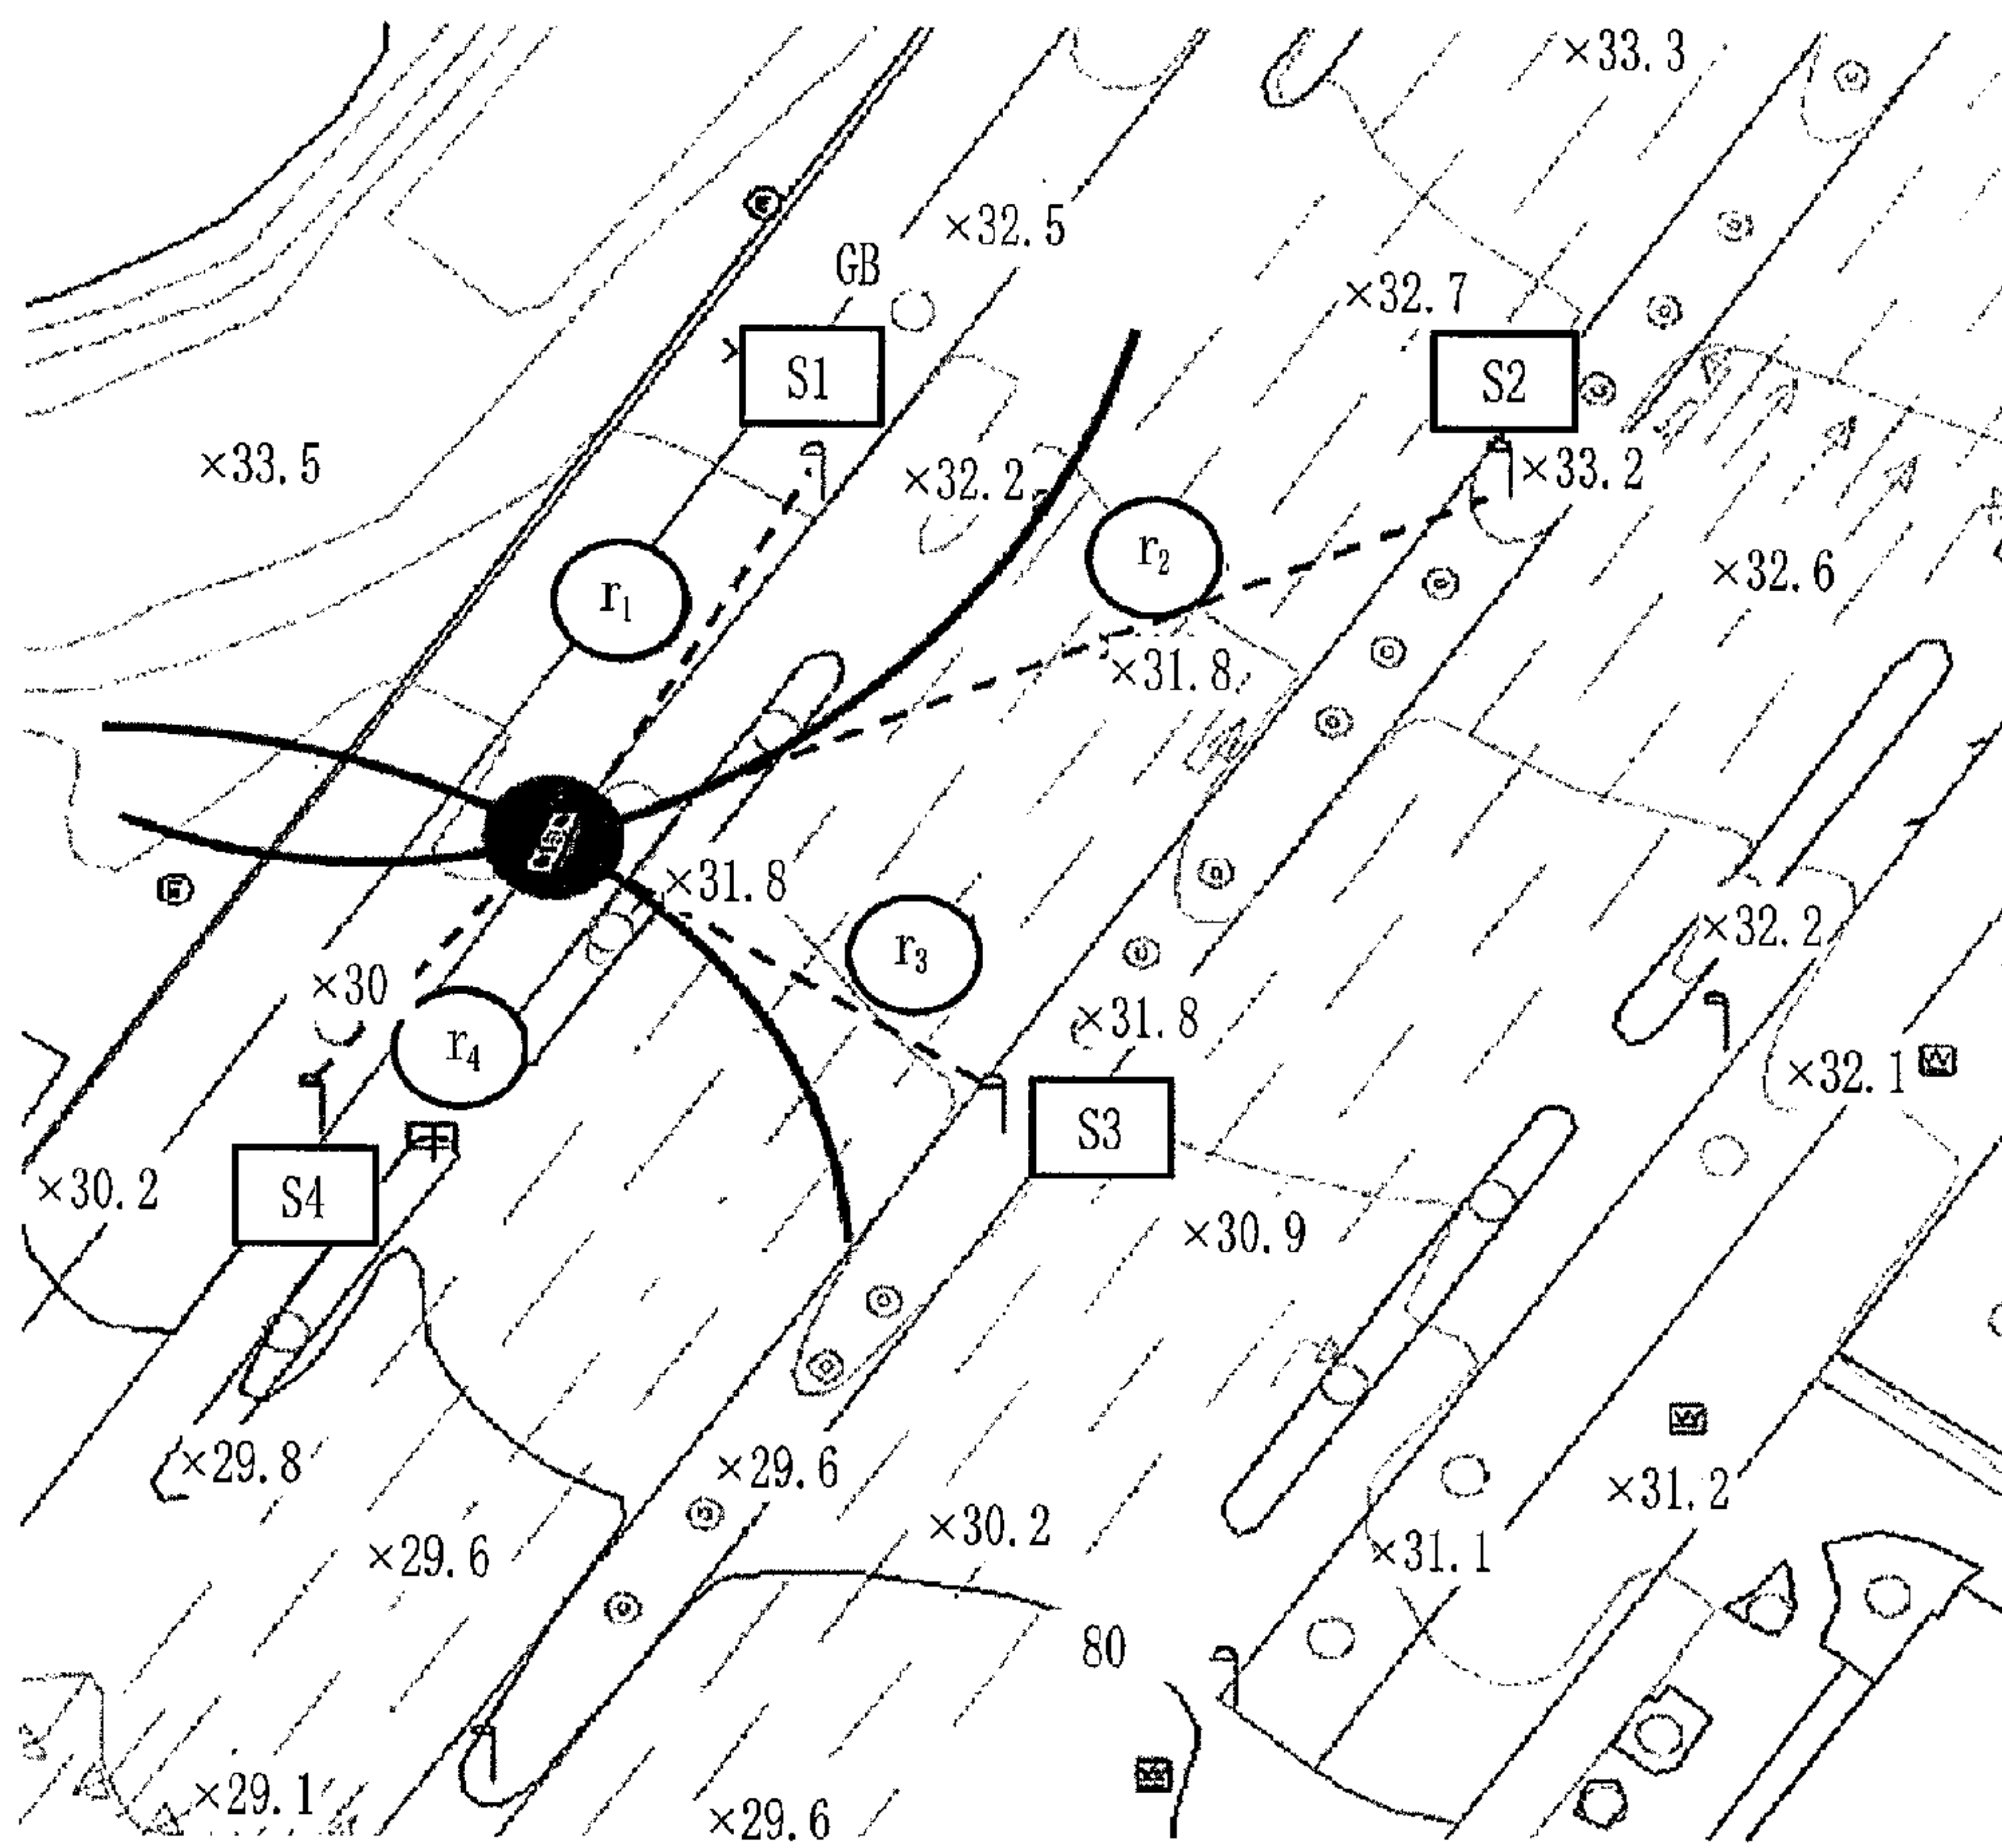 ×33.3
×32.5
GB
×32.7
S1
S2
×33.5
×32.2
×33.2
r₁
r₂
×32.6
×31.8
×31.8
×32.2
r₃
×30
×31.8
r₄
×32.1
S3
×30.2
S4
×30.9
×29.8
×29.6
×31.2
×29.6
×30.2
×31.1
80
×29.1
×29.6